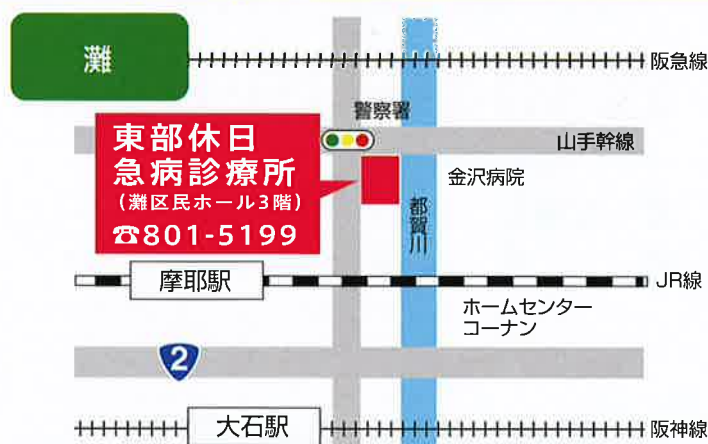 灘
阪急線
警察署
山手幹線
東部休日
急病診療所
(灘区民ホール3階)
☎801-5199
金沢病院
都賀川
摩耶駅
JR線
ホームセンター
コーナン
2
大石駅
阪神線